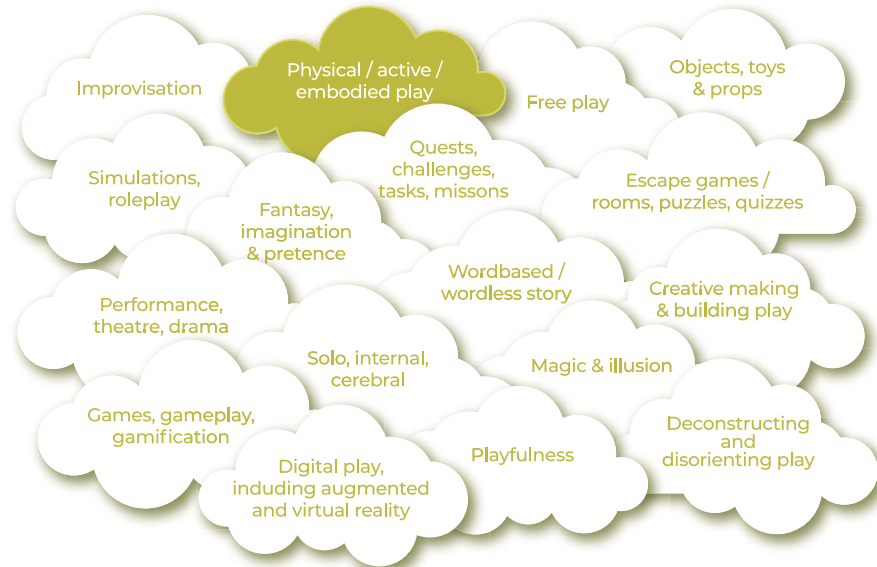 Improvisation
Physical / active /
embodied play
Free play
Objects, toys
& props
Simulations,
roleplay
Quests,
challenges,
tasks, missons
Escape games /
rooms, puzzles, quizzes
Fantasy,
imagination
& pretence
Wordbased /
wordless story
Creative making
& building play
Performance,
theatre, drama
Solo, internal,
cerebral
Magic & illusion
Games, gameplay,
gamification
Digital play,
including augmented
and virtual reality
Playfulness
Deconstructing
and
disorienting play